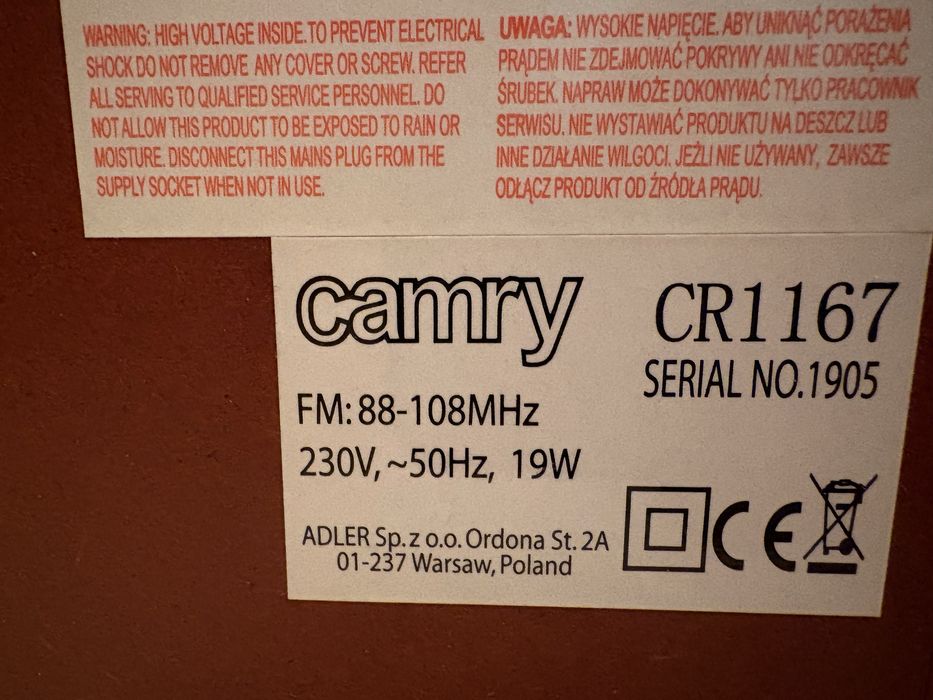 WARNING: HIGH VOLTAGE INSIDE.TO PREVENT ELECTRICAL
SHOCK DO NOT REMOVE ANY COVER OR SCREW. REFER
ALL SERVING TO QUALIFIED SERVICE PERSONNEL. DO
NOT ALLOW THIS PRODUCT TO BE EXPOSED TO RAIN OR
MOISTURE. DISCONNECT THIS MAINS PLUG FROM THE
SUPPLY SOCKET WHEN NOT IN USE.
UWAGA: WYSOKIE NAPIĘCIE. ABY UNIKNĄĆ PORAŻENIA
PRĄDEM NIE ZDEJMOWAĆ POKRYWY ANI NIE ODKRĘCAĆ
ŚRUBEK. NAPRAW MOŻE DOKONYWAĆ TYLKO PRACOWNIK
SERWISU. NIE WYSTAWIAĆ PRODUKTU NA DESZCZ LUB
INNE DZIAŁANIE WILGOCI. JEŻLI NIE UŻYWANY, ZAWSZE
ODŁĄCZ PRODUKT OD ŹRÓDŁA PRĄDU.
camry
CR1167
SERIAL NO.1905
FM: 88-108MHz
230V, ~50Hz, 19W
ADLER Sp. z o.o. Ordona St. 2A
01-237 Warsaw, Poland
CE